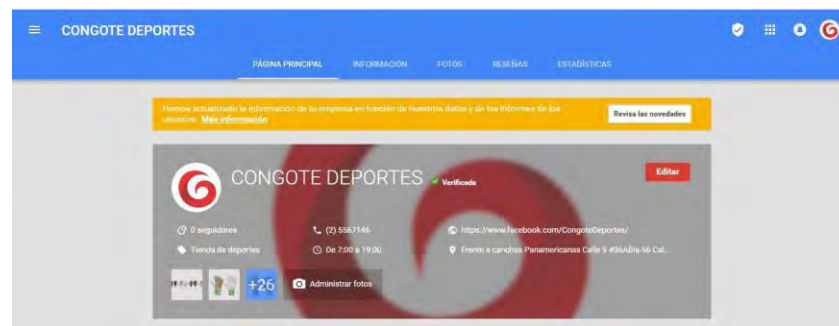 CONGOTE DEPORTES
PÁGINA PRINCIPAL INFORMACIÓN FOTOS RESEÑAS ESTADÍSTICAS
Hemos actualizado la información de tu empresa en función de nuestros datos y de los informes de los
usuarios. Más información
Revisa las novedades
CONGOTE DEPORTES Verificada
Editar
0 seguidores (2) 5567146 https://www.facebook.com/CongoteDeportes/
Tienda de deportes De 7:00 a 19:00 Frente a canchas Panamericanas Calle 9 #36ABis-56 Cal...
+26 Administrar fotos